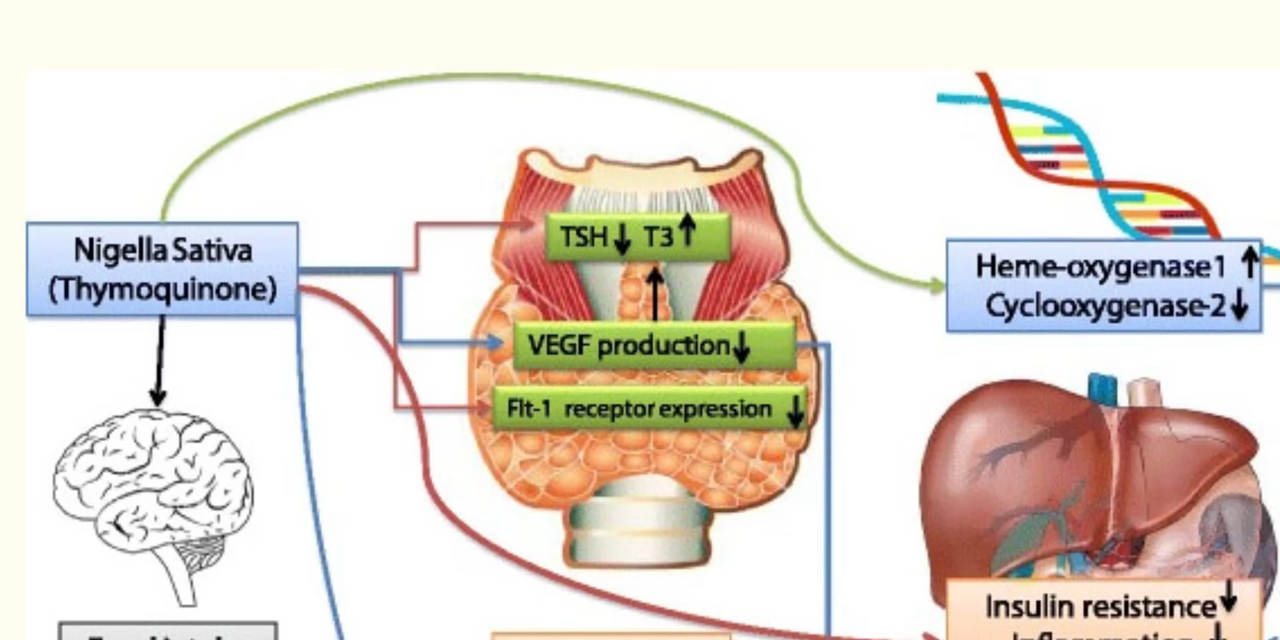 Nigella Sativa
(Thymoquinone)
TSH↓ T3↑
VEGF production↓
Flt-1 receptor expression ↓
Heme-oxygenase1 ↑
Cyclooxygenase-2↓
Insulin resistance↓